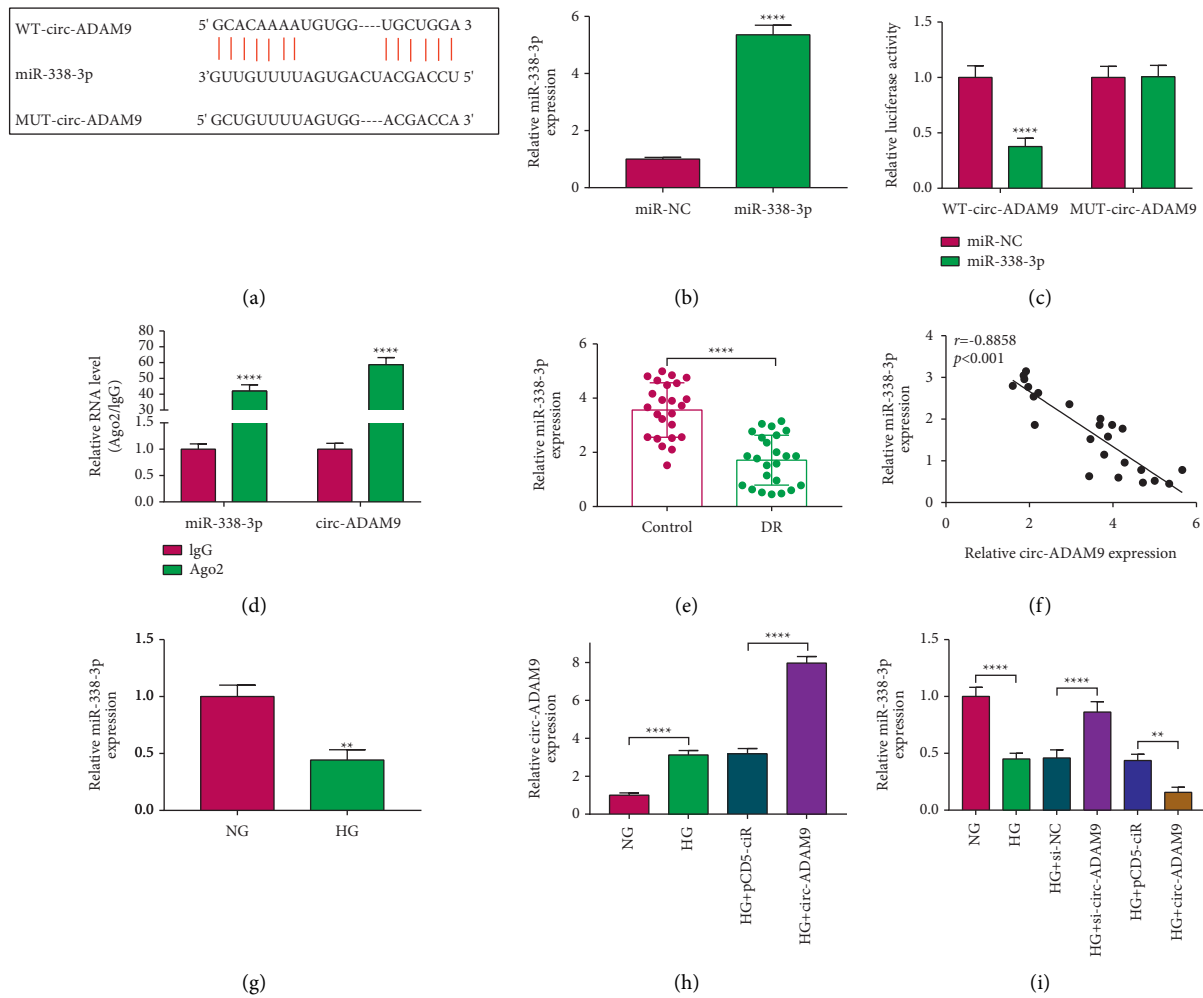 WT-circ-ADAM9 5' GCACAAAAUGUGG----UGCUGGA 3
miR-338-3p 3'GUUGUUUUAGUGACUACGACCU 5'
MUT-circ-ADAM9 5' GCUGUUUUAGUGG----ACGACCA 3'
(a)
Relative miR-338-3p
expression
6
4
2
0
****
miR-NC miR-338-3p
(b)
Relative luciferase activity
1.5
1.0
0.5
0.0
****
WT-circ-ADAM9 MUT-circ-ADAM9
miR-NC
miR-338-3p
(c)
Relative RNA level
(Ago2/lgG)
80
70
60
50
40
30
1.5
1.0
0.5
0.0
****
****
miR-338-3p circ-ADAM9
lgG
Ago2
(d)
Relative miR-338-3p
expression
6
4
2
0
****
Control DR
(e)
Relative miR-338-3p
expression
4
3
2
1
0
r=-0.8858
p<0.001
0 2 4 6
Relative circ-ADAM9 expression
(f)
Relative miR-338-3p
expression
1.5
1.0
0.5
0.0
**
NG HG
(g)
Relative circ-ADAM9
expression
8
6
4
2
0
****
****
NG
HG
HG+pCD5-ciR
HG+circ-ADAM9
(h)
Relative miR-338-3p
expression
1.5
1.0
0.5
0.0
****
****
**
NG
HG
HG+si-NC
HG+si-circ-ADAM9
HG+pCD5-ciR
HG+circ-ADAM9
(i)